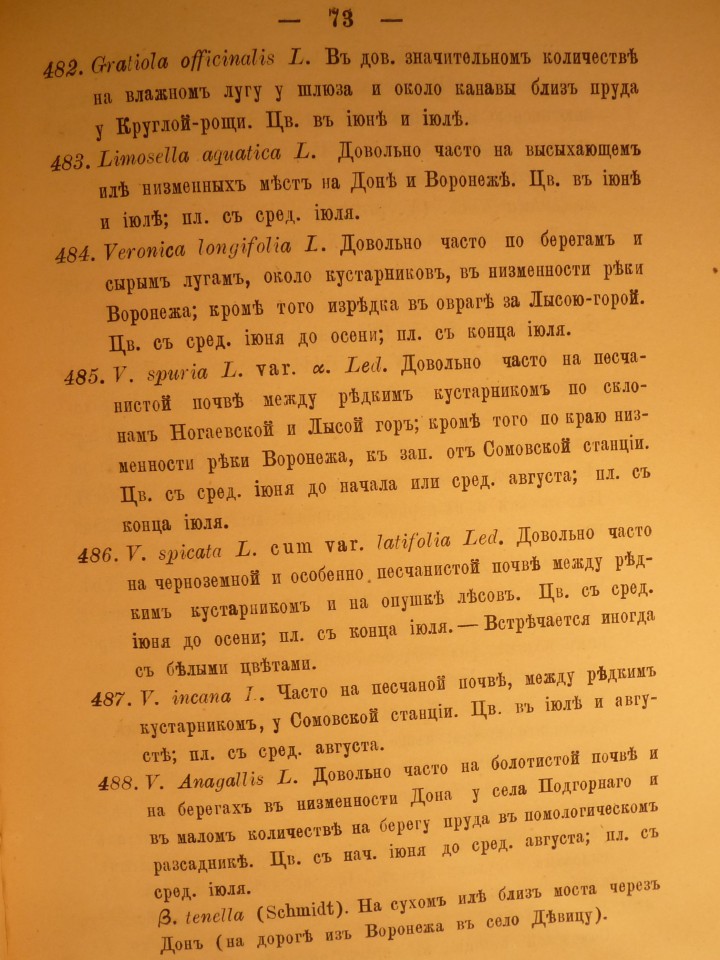 — 73 —
482. Gratiola officinalis L. Въ дов. значительномъ количествѣ
на влажномъ лугу у шлюза и около канавы близъ пруда
у Круглой-рощи. Цв. въ іюнѣ и іюлѣ.
483. Limosella aquatica L. Довольно часто на высыхающемъ
илѣ низменныхъ мѣстъ на Донѣ и Воронежѣ. Цв. въ іюнѣ
и іюлѣ; пл. съ сред. іюля.
484. Veronica longifolia L. Довольно часто по берегамъ и
сырымъ лугамъ, около кустарниковъ, въ низменности рѣки
Воронежа; кромѣ того изрѣдка въ оврагѣ за Лысою-горой.
Цв. съ сред. іюня до осени; пл. съ конца іюля.
485. V. spuria L. var. α. Led. Довольно часто на песча-
нистой почвѣ между рѣдкимъ кустарникомъ по скло-
намъ Ногаевской и Лысой горъ; кромѣ того по краю низ-
менности рѣки Воронежа, къ зап. отъ Сомовской станціи.
Цв. съ сред. іюня до начала или сред. августа; пл. съ
конца іюля.
486. V. spicata L. cum var. latifolia Led. Довольно часто
на черноземной и особенно песчанистой почвѣ между рѣд-
кимъ кустарникомъ и на опушкѣ лѣсовъ. Цв. съ сред.
іюня до осени; пл. съ конца іюля. — Встрѣчается иногда
съ бѣлыми цвѣтами.
487. V. incana L. Часто на песчаной почвѣ, между рѣдкимъ
кустарникомъ, у Сомовской станціи. Цв. въ іюлѣ и авгу-
стѣ; пл. съ сред. августа.
488. V. Anagallis L. Довольно часто на болотистой почвѣ и
на берегахъ въ низменности Дона у села Подгорнаго и
въ маломъ количествѣ на берегу пруда въ помологическомъ
разсадникѣ. Цв. съ нач. іюня до сред. августа; пл. съ
сред. іюля.
β. tenella (Schmidt). На сухомъ илѣ близъ моста черезъ
Донъ (на дорогѣ изъ Воронежа въ село Дѣвицу).